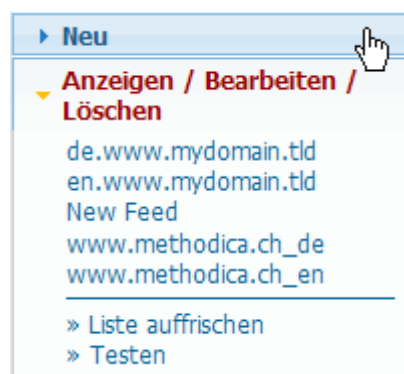 Neu
Anzeigen / Bearbeiten /
Löschen
de.www.mydomain.tld
en.www.mydomain.tld
New Feed
www.methodica.ch_de
www.methodica.ch_en
» Liste auffrischen
» Testen